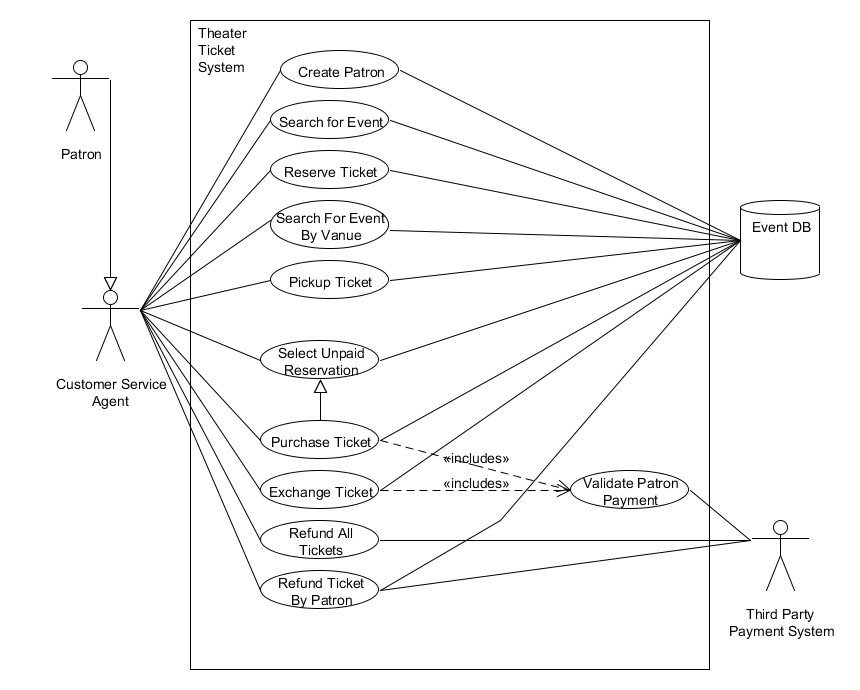 Theater
Ticket
System
Create Patron
Search for Event
Reserve Ticket
Search For Event
By Vanue
Pickup Ticket
Select Unpaid
Reservation
Purchase Ticket
Exchange Ticket
Refund All
Tickets
Refund Ticket
By Patron
«includes»
«includes»
Validate Patron
Payment
Patron
Customer Service
Agent
Event DB
Third Party
Payment System